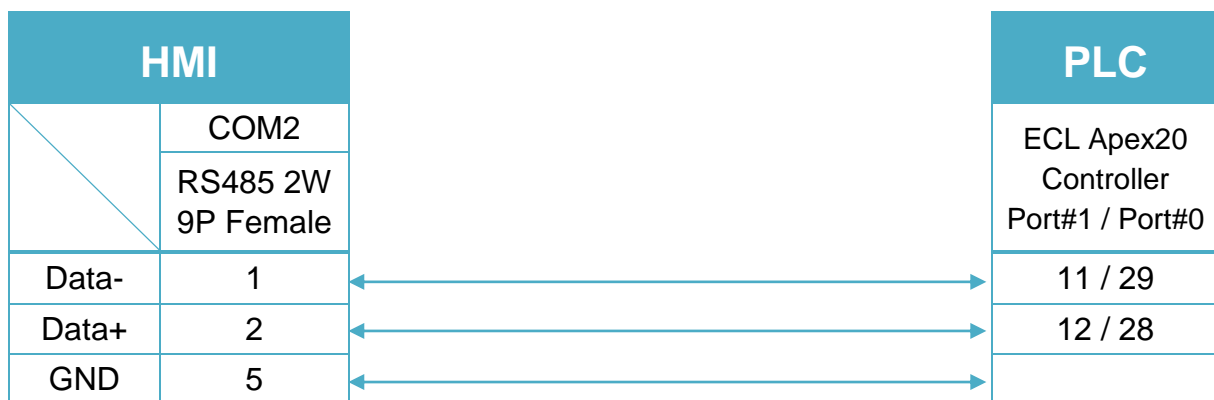 HMI
PLC
COM2
RS485 2W
9P Female
ECL Apex20
Controller
Port#1 / Port#0
Data- 1 11 / 29
Data+ 2 12 / 28
GND 5